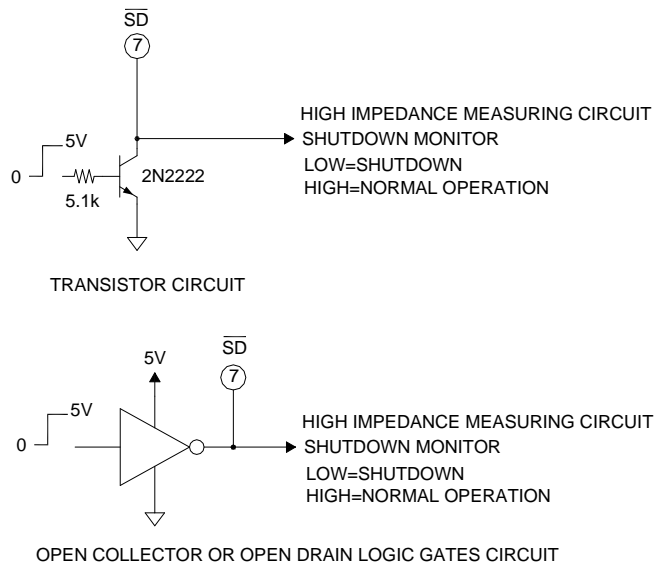 SD
7
HIGH IMPEDANCE MEASURING CIRCUIT
5V
SHUTDOWN MONITOR
0
2N2222
LOW=SHUTDOWN
5.1k
HIGH=NORMAL OPERATION
TRANSISTOR CIRCUIT
SD
5V
7
5V
HIGH IMPEDANCE MEASURING CIRCUIT
0
SHUTDOWN MONITOR
LOW=SHUTDOWN
HIGH=NORMAL OPERATION
OPEN COLLECTOR OR OPEN DRAIN LOGIC GATES CIRCUIT